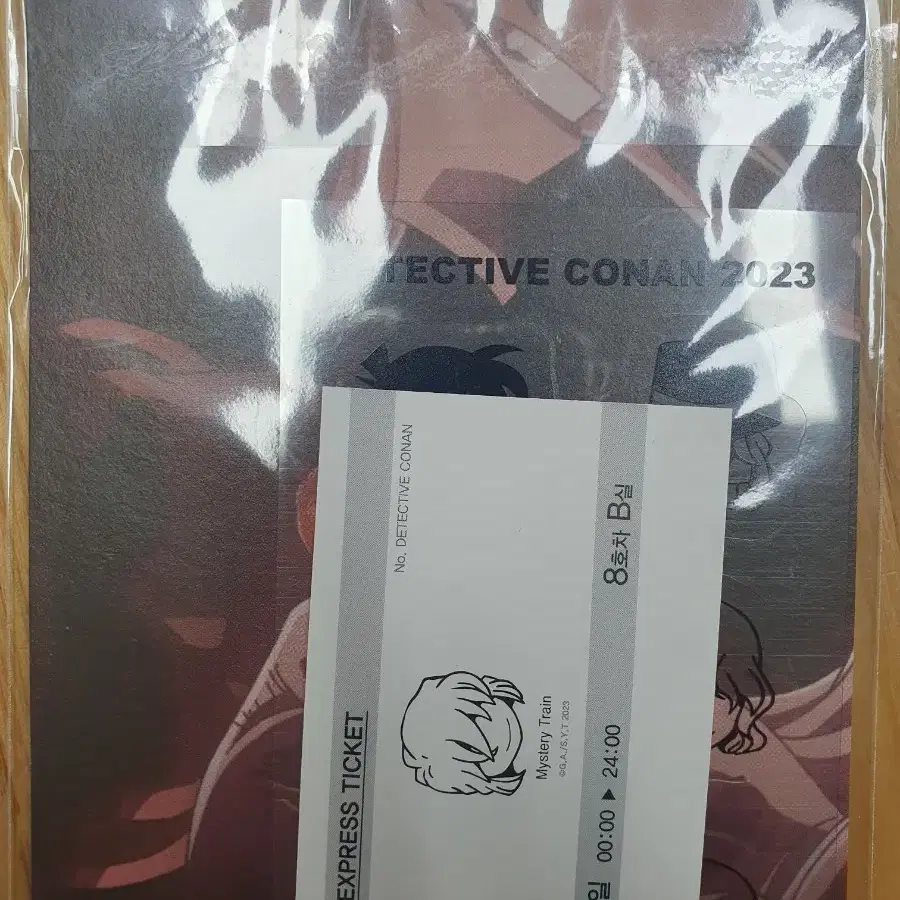 TECTIVE CONAN 2023
No. DETECTIVE CONAN
EXPRESS TICKET
Mystery Train
©G.A./S.Y.T 2023
8호차 B실
일 00:00 ▶ 24:00